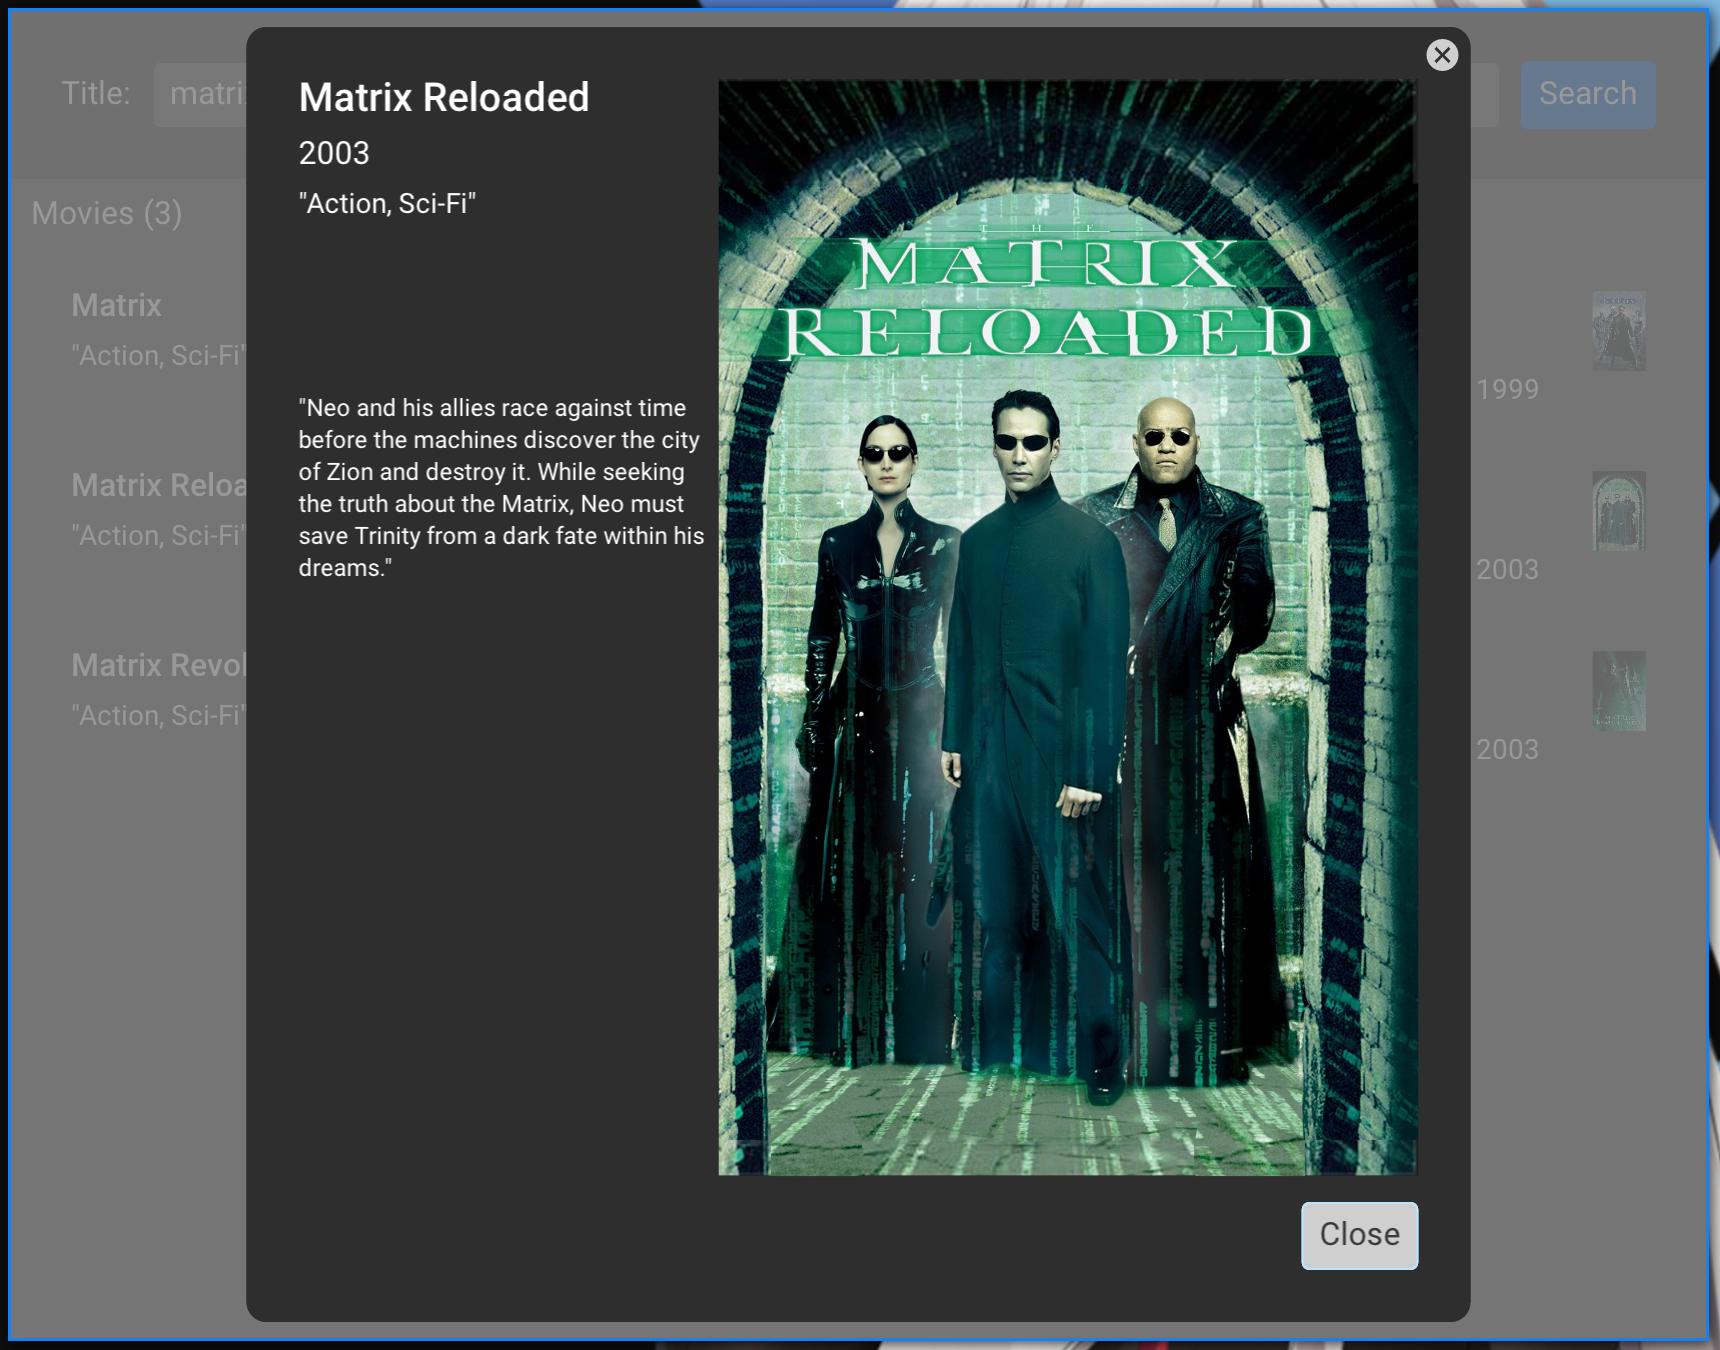 Title:
matri
Search
Movies (3)
Matrix
"Action, Sci-Fi"
1999
Matrix Reloa
"Action, Sci-Fi"
2003
Matrix Revol
"Action, Sci-Fi"
2003
Matrix Reloaded
2003
"Action, Sci-Fi"
"Neo and his allies race against time
before the machines discover the city
of Zion and destroy it. While seeking
the truth about the Matrix, Neo must
save Trinity from a dark fate within his
dreams."
THE
MATRIX
RELOADED
Close